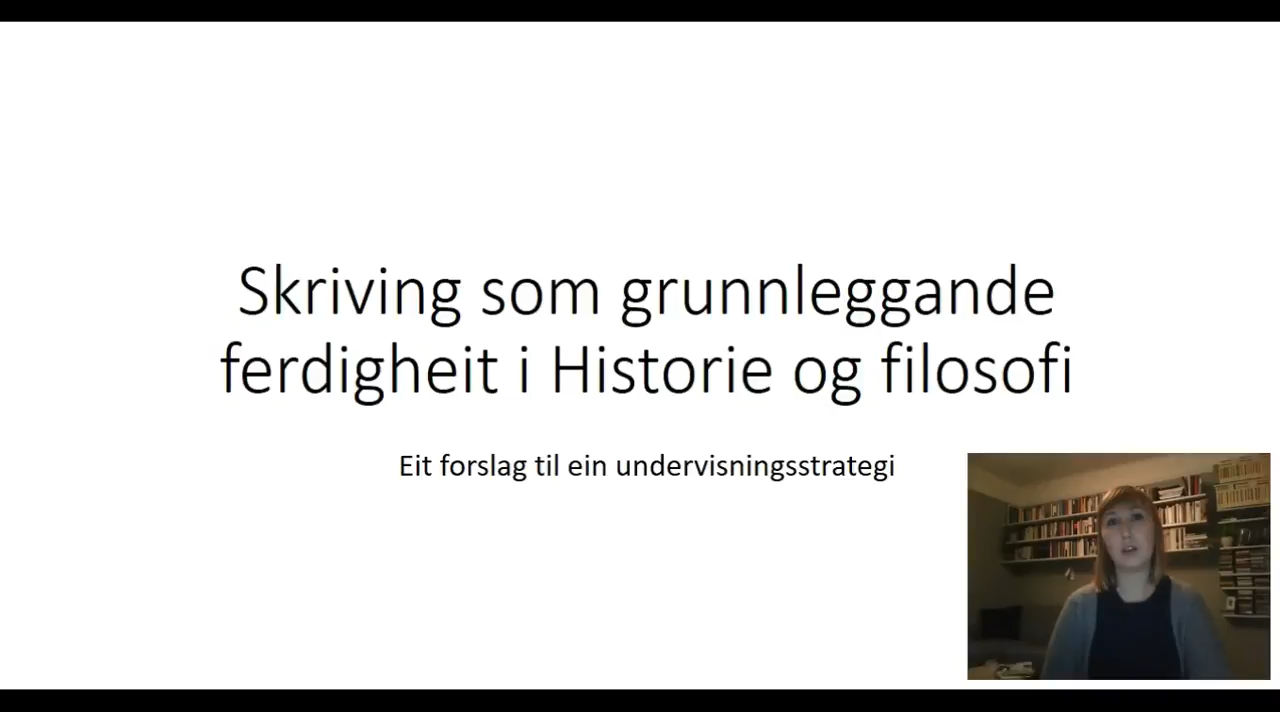 Skriving som grunnleggande
ferdigheit i Historie og filosofi
Eit forslag til ein undervisningsstrategi